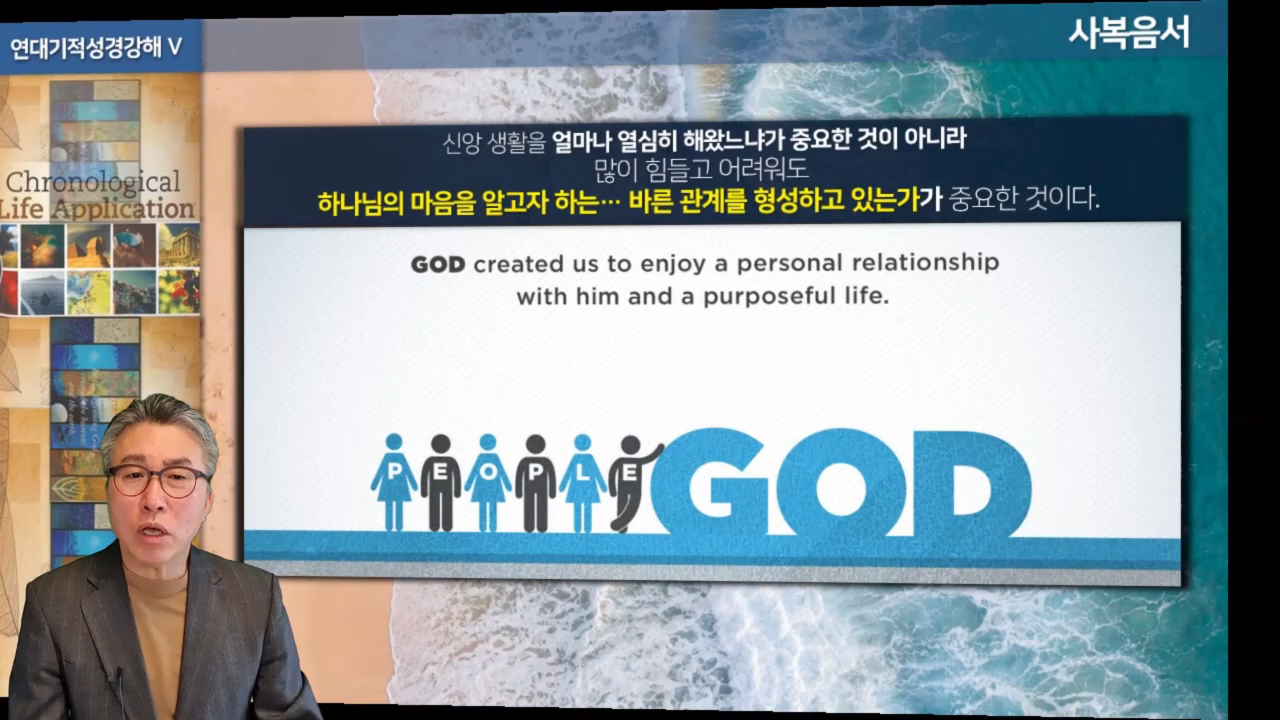 연대기적성경강해 V
사복음서
Chronological
Life Application
신앙 생활을 얼마나 열심히 해왔느냐가 중요한 것이 아니라
많이 힘들고 어려워도
하나님의 마음을 알고자 하는… 바른 관계를 형성하고 있는가가 중요한 것이다.
GOD created us to enjoy a personal relationship
with him and a purposeful life.
PEOPLE GOD